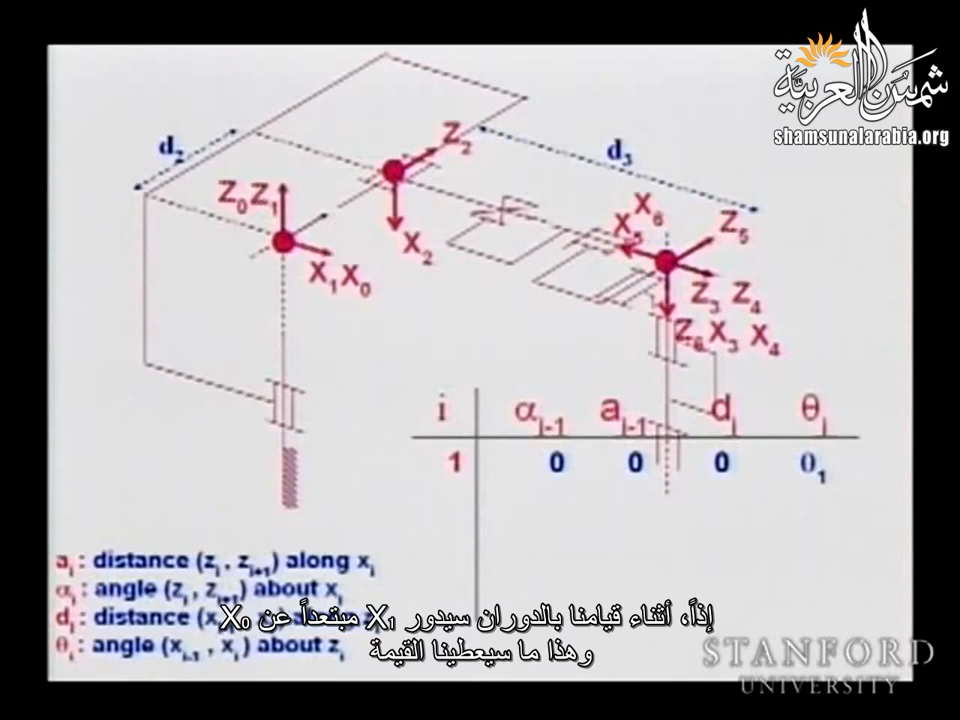 شمس العربية
shamsunalarabia.org
d₂
Z₂
d₃
Z₀ Z₁
X₁ X₀
X₂
X₆
X₅
Z₅
Z₃ Z₄
Z₆ X₃ X₄
i αᵢ₋₁ aᵢ₋₁ dᵢ θᵢ
1 0 0 0 θ₁
aᵢ : distance (zᵢ , zᵢ₊₁) along xᵢ
αᵢ : angle (zᵢ , zᵢ₊₁) about xᵢ
dᵢ : distance (xᵢ
θᵢ : angle (xᵢ₋₁ , xᵢ) about zᵢ
إذاً، أثناء قيامنا بالدوران سيدور X₁ مبتعداً عن X₀
وهذا ما سيعطينا القيمة
STANFORD
UNIVERSITY